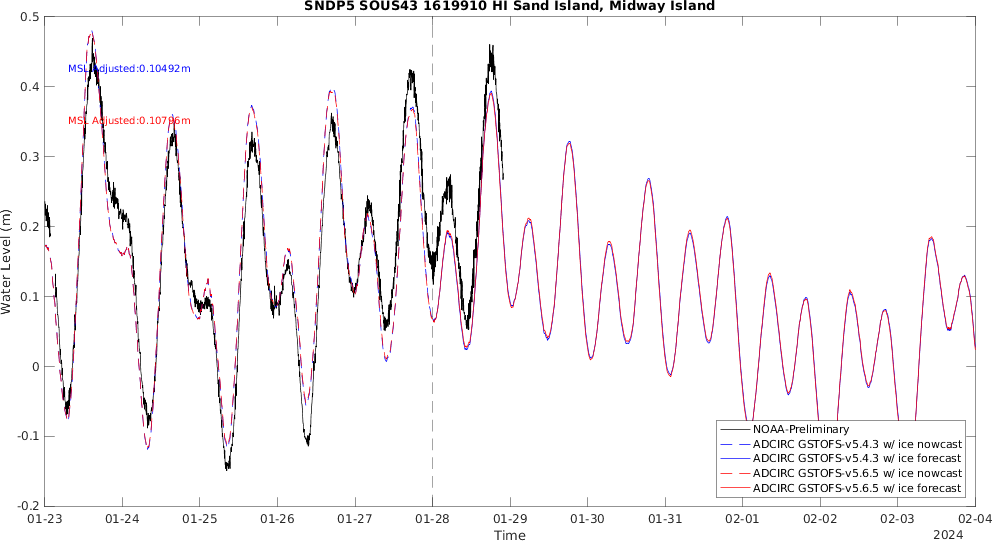 SNDP5 SOUS43 1619910 HI Sand Island, Midway Island
0.5
0.4
0.3
0.2
0.1
0
-0.1
-0.2
Water Level (m)
MSL Adjusted:0.10492m
MSL Adjusted:0.10796m
NOAA-Preliminary
ADCIRC GSTOFS-v5.4.3 w/ ice nowcast
ADCIRC GSTOFS-v5.4.3 w/ ice forecast
ADCIRC GSTOFS-v5.6.5 w/ ice nowcast
ADCIRC GSTOFS-v5.6.5 w/ ice forecast
01-23 01-24 01-25 01-26 01-27 01-28 01-29 01-30 01-31 02-01 02-02 02-03 02-04
Time
2024